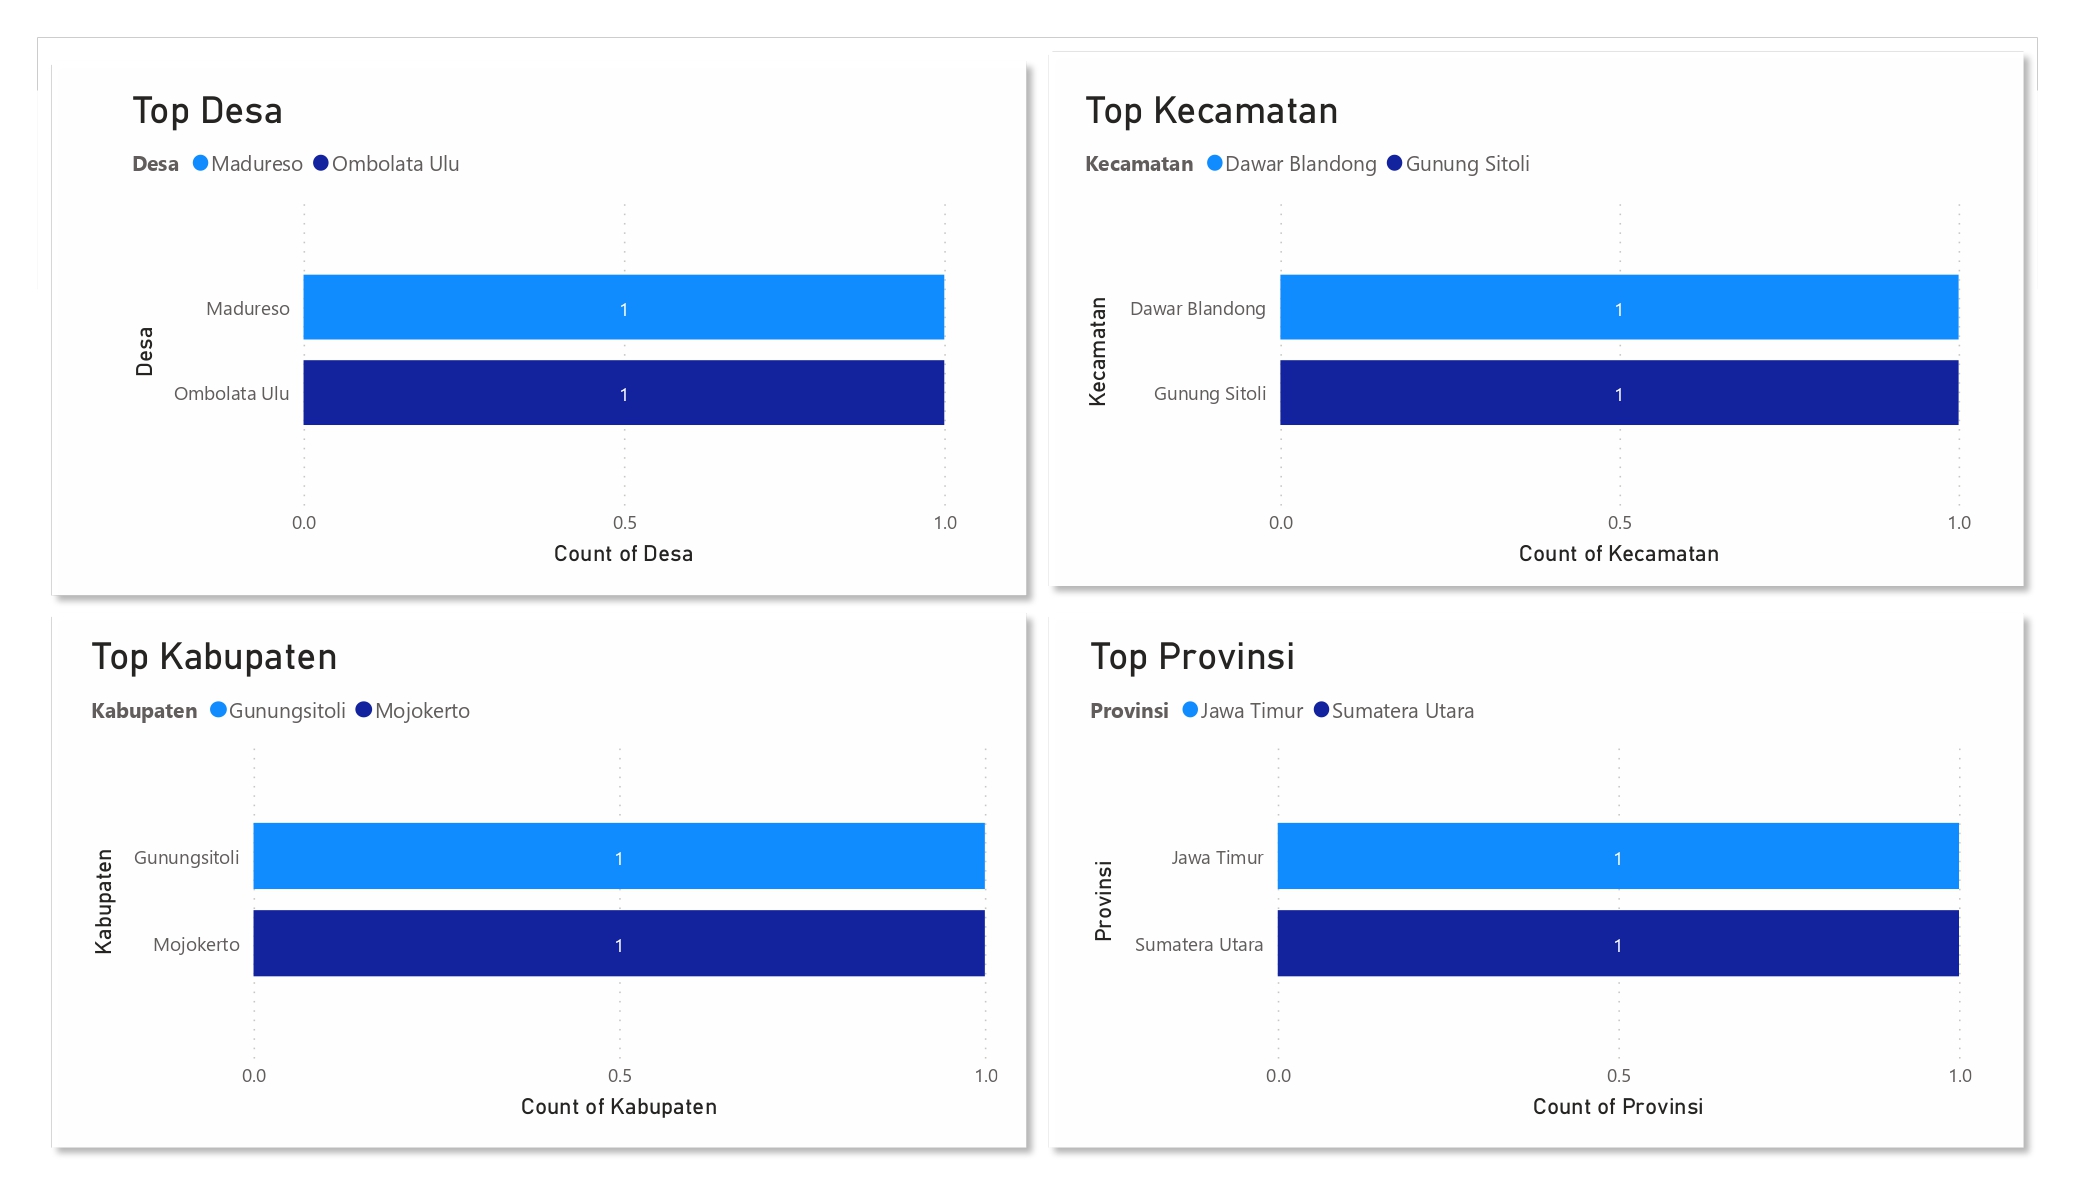 Top Desa
Desa Madureso Ombolata Ulu
Desa
Madureso 1
Ombolata Ulu 1
0.0 0.5 1.0
Count of Desa
Top Kecamatan
Kecamatan Dawar Blandong Gunung Sitoli
Kecamatan
Dawar Blandong 1
Gunung Sitoli 1
0.0 0.5 1.0
Count of Kecamatan
Top Kabupaten
Kabupaten Gunungsitoli Mojokerto
Kabupaten
Gunungsitoli 1
Mojokerto 1
0.0 0.5 1.0
Count of Kabupaten
Top Provinsi
Provinsi Jawa Timur Sumatera Utara
Provinsi
Jawa Timur 1
Sumatera Utara 1
0.0 0.5 1.0
Count of Provinsi